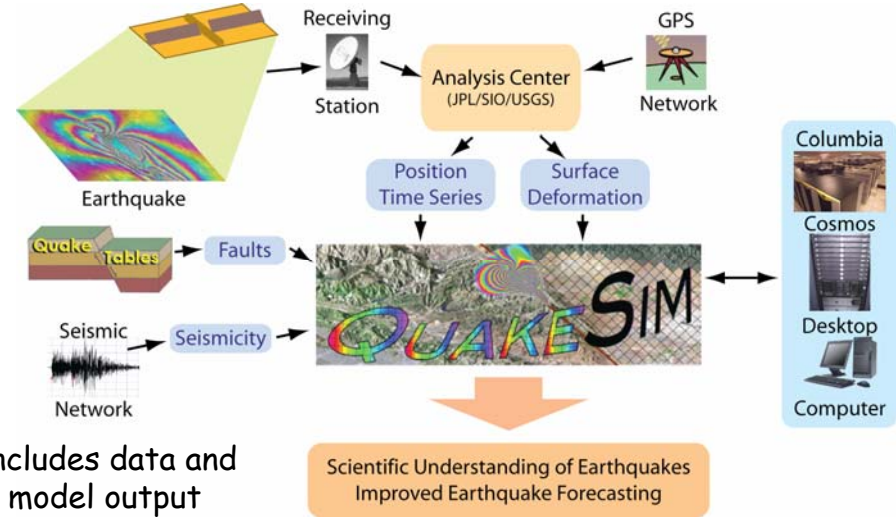 Receiving
Station
GPS
Network
Analysis Center
(JPL/SIO/USGS)
Earthquake
Position
Time Series
Surface
Deformation
Quake
Tables
Faults
Seismic
Network
Seismicity
QUAKESIM
Columbia
Cosmos
Desktop
Computer
ncludes data and
model output
Scientific Understanding of Earthquakes
Improved Earthquake Forecasting